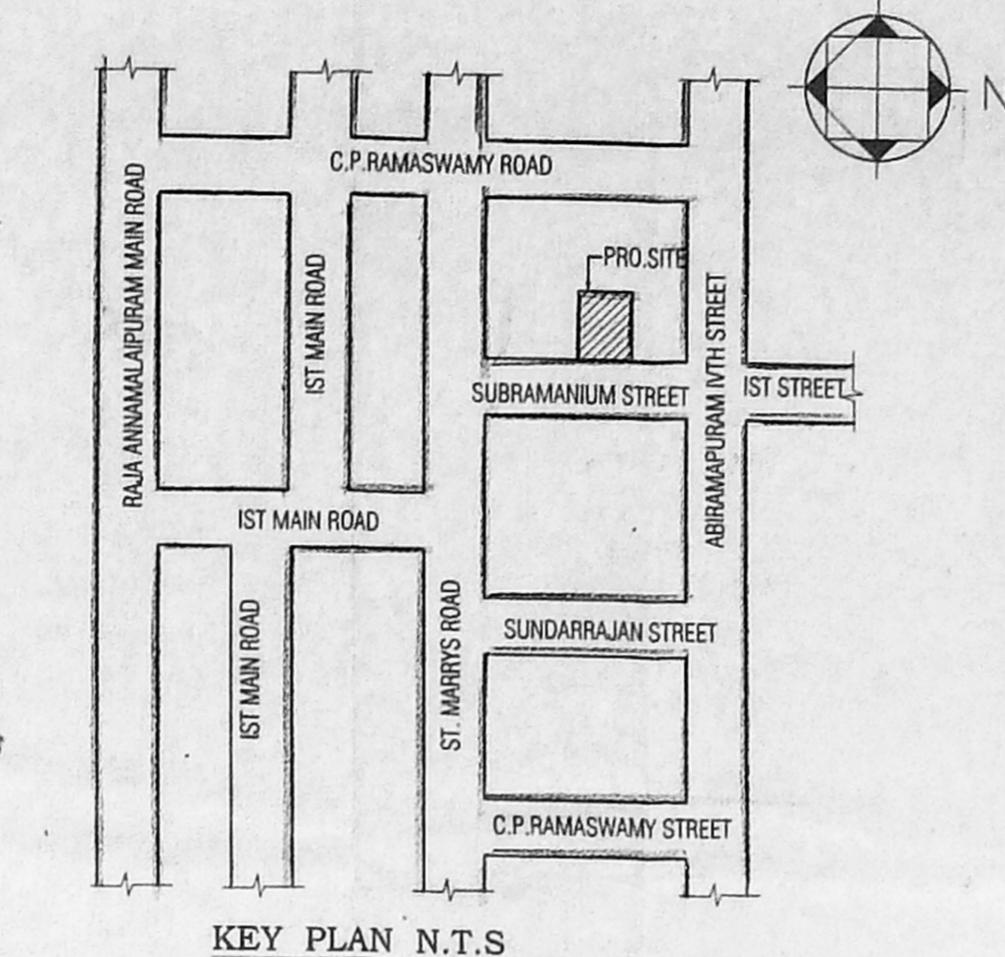 N
C.P.RAMASWAMY ROAD
RAJA ANNAMALAIPURAM MAIN ROAD
IST MAIN ROAD
PRO.SITE
ABIRAMAPURAM IVTH STREET
SUBRAMANIUM STREET
IST STREET
IST MAIN ROAD
IST MAIN ROAD
ST. MARRYS ROAD
SUNDARRAJAN STREET
C.P.RAMASWAMY STREET
KEY PLAN N.T.S